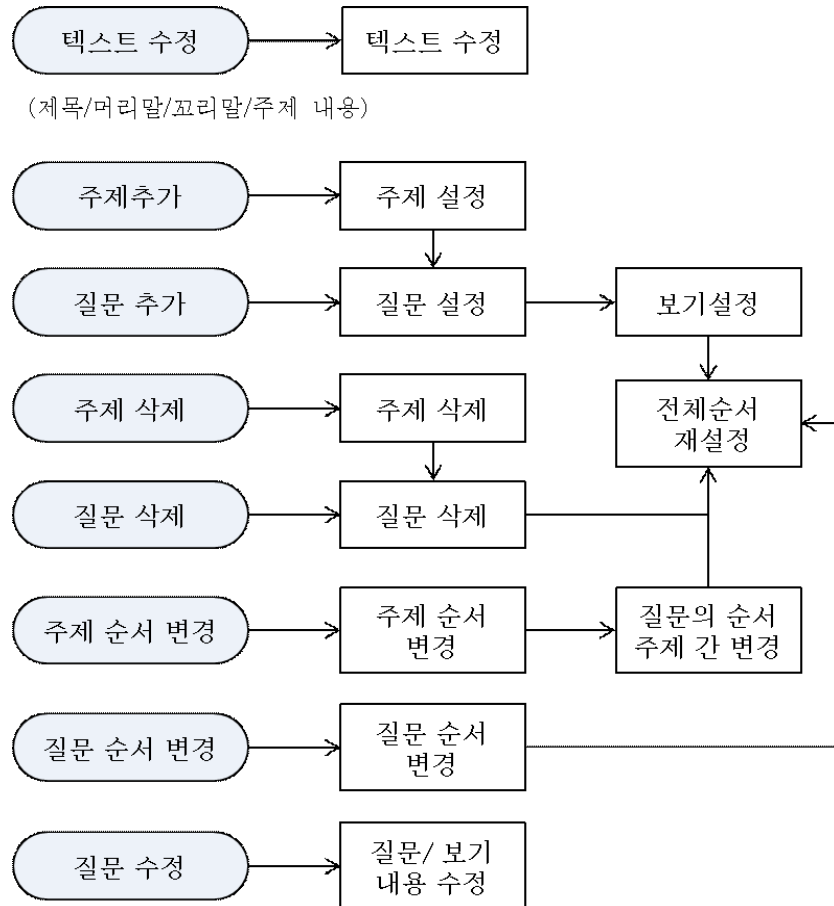 텍스트 수정
텍스트 수정
(제목/머리말/꼬리말/주제 내용)
주제추가
주제 설정
질문 추가
질문 설정
보기설정
주제 삭제
주제 삭제
전체순서
재설정
질문 삭제
질문 삭제
주제 순서 변경
주제 순서
변경
질문의 순서
주제 간 변경
질문 순서 변경
질문 순서
변경
질문 수정
질문/ 보기
내용 수정